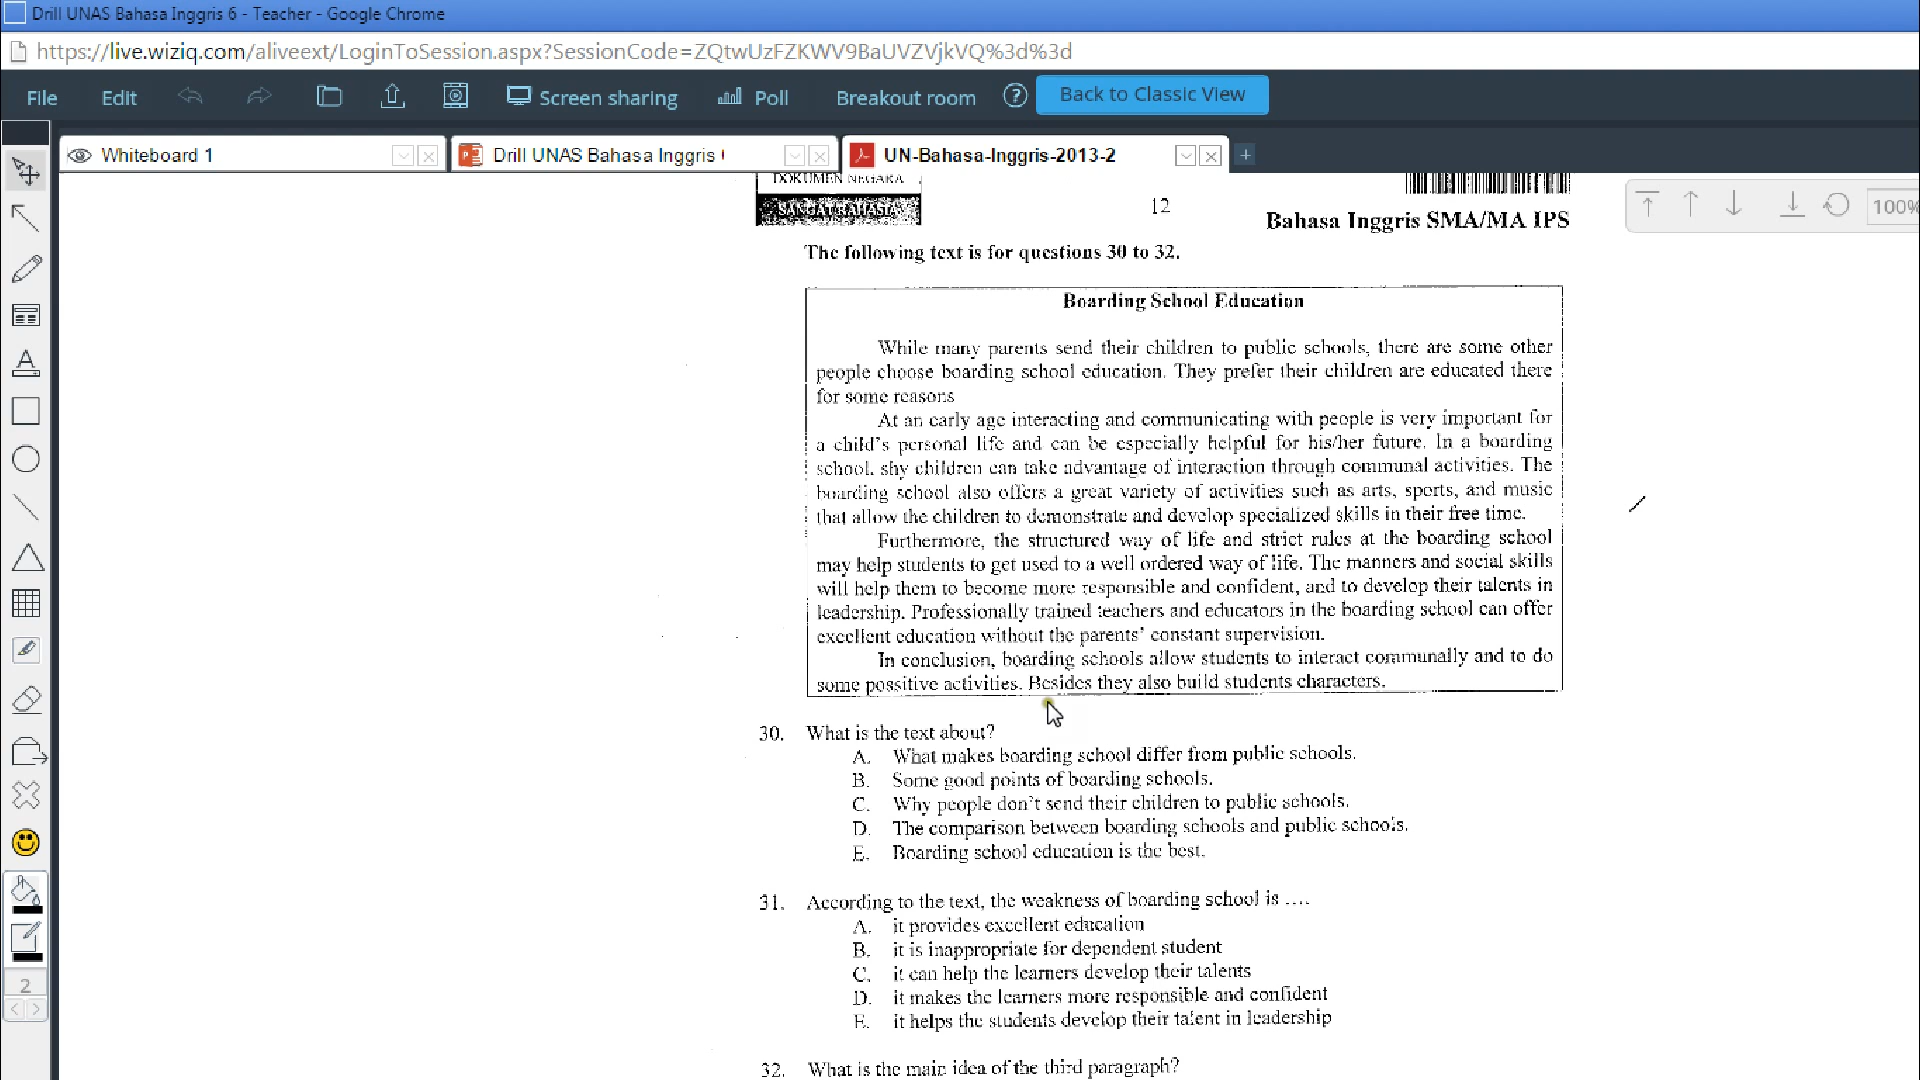 Drill UNAS Bahasa Inggris 6 - Teacher - Google Chrome
https://live.wiziq.com/aliveext/LoginToSession.aspx?SessionCode=ZQtwUzFZKWV9BaUVZVjkVQ%3d%3d
File Edit Screen sharing Poll Breakout room ? Back to Classic View
Whiteboard 1 Drill UNAS Bahasa Inggris UN-Bahasa-Inggris-2013-2 +
DOKUMEN NEGARA
SANGAT RAHASIA
12
Bahasa Inggris SMA/MA IPS
100%
The following text is for questions 30 to 32.
Boarding School Education
While many parents send their children to public schools, there are some other
people choose boarding school education. They prefer their children are educated there
for some reasons
At an early age interacting and communicating with people is very important for
a child's personal life and can be especially helpful for his/her future. In a boarding
school, shy children can take advantage of interaction through communal activities. The
boarding school also offers a great variety of activities such as arts, sports, and music
that allow the children to demonstrate and develop specialized skills in their free time.
Furthermore, the structured way of life and strict rules at the boarding school
may help students to get used to a well ordered way of life. The manners and social skills
will help them to become more responsible and confident, and to develop their talents in
leadership. Professionally trained teachers and educators in the boarding school can offer
excellent education without the parents' constant supervision.
In conclusion, boarding schools allow students to interact communally and to do
some possitive activities. Besides they also build students characters.
30. What is the text about?
A. What makes boarding school differ from public schools.
B. Some good points of boarding schools.
C. Why people don't send their children to public schools.
D. The comparison between boarding schools and public schools.
E. Boarding school education is the best.
31. According to the text, the weakness of boarding school is ....
A. it provides excellent education
B. it is inappropriate for dependent student
C. it can help the learners develop their talents
D. it makes the learners more responsible and confident
E. it helps the students develop their talent in leadership
32. What is the main idea of the third paragraph?
2